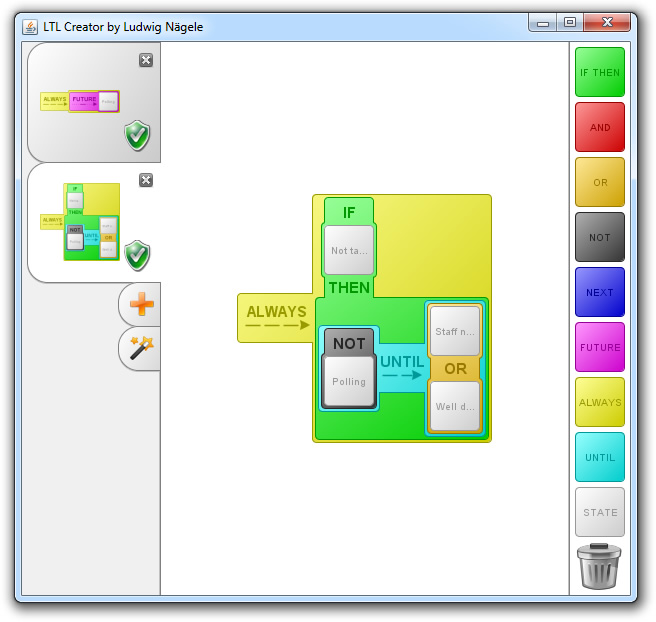 LTL Creator by Ludwig Nägele
ALWAYS
FUTURE
Polling
IF
THEN
ALWAYS
NOT
UNTIL
OR
Polling
IF
Not ta...
THEN
ALWAYS
NOT
Polling
UNTIL
Staff n...
OR
Well d...
IF THEN
AND
OR
NOT
NEXT
FUTURE
ALWAYS
UNTIL
STATE